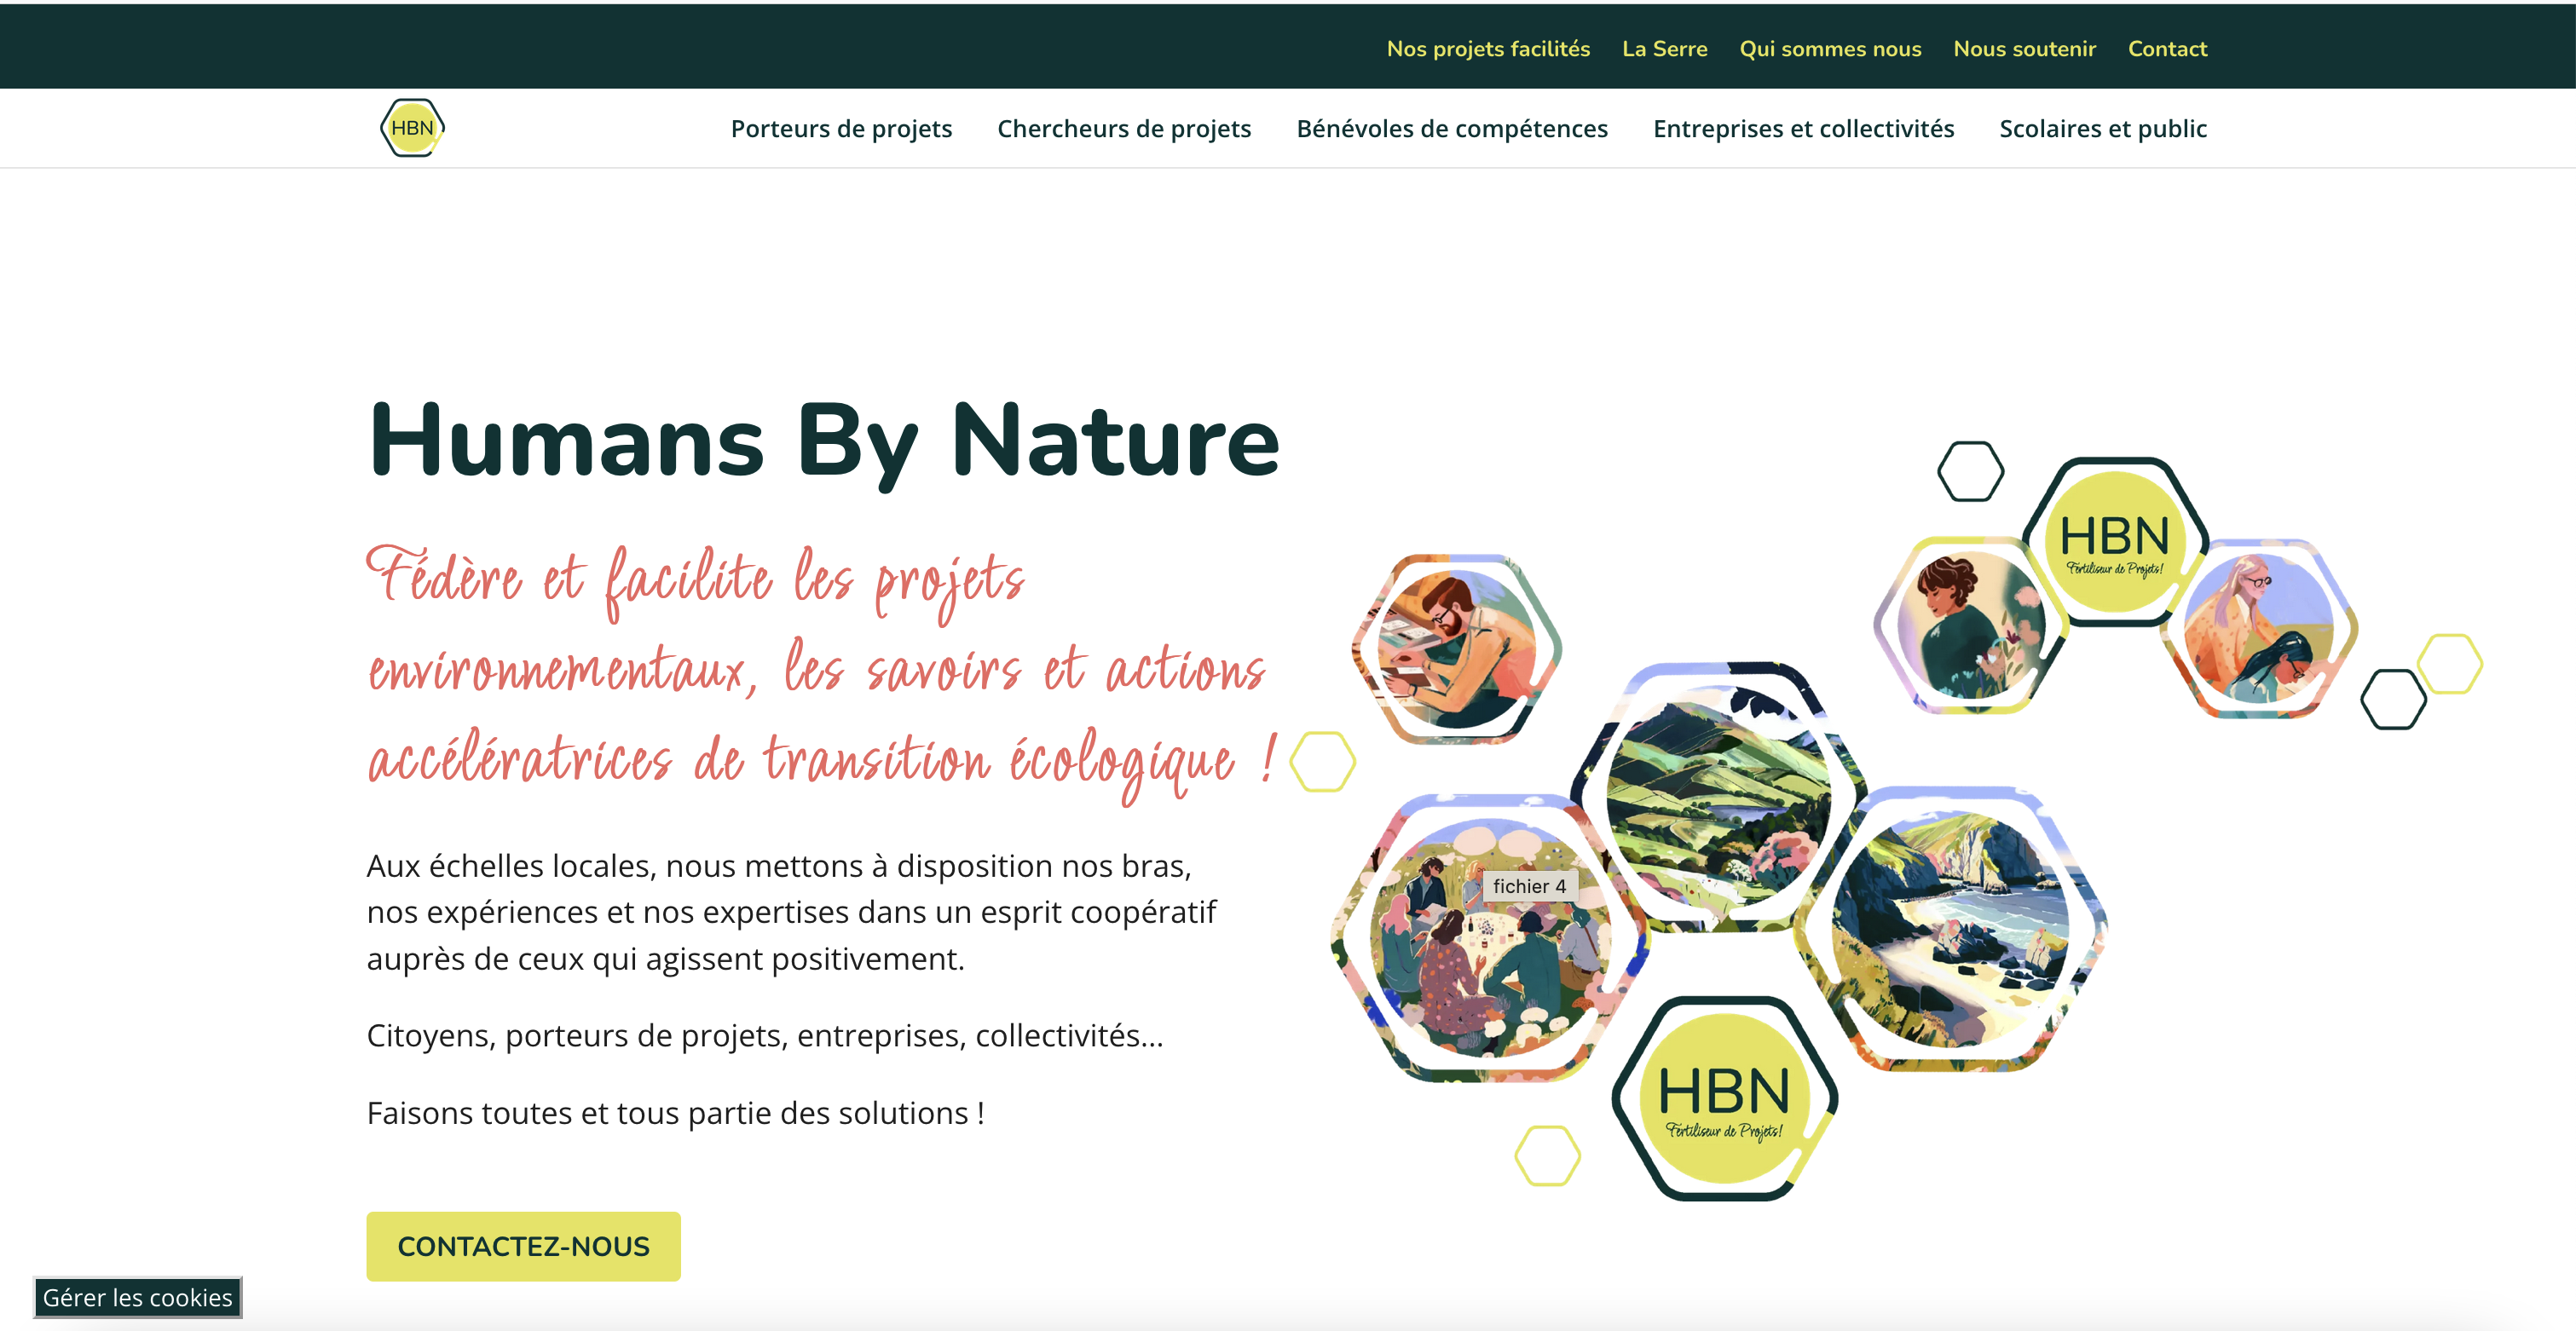 Nos projets facilités La Serre Qui sommes nous Nous soutenir Contact
HBN Porteurs de projets Chercheurs de projets Bénévoles de compétences Entreprises et collectivités Scolaires et public
Humans By Nature
Fédère et facilite les projets
environnementaux, les savoirs et actions
accélératrices de transition écologique !
Aux échelles locales, nous mettons à disposition nos bras,
nos expériences et nos expertises dans un esprit coopératif
auprès de ceux qui agissent positivement.
Citoyens, porteurs de projets, entreprises, collectivités…
Faisons toutes et tous partie des solutions !
CONTACTEZ-NOUS
Gérer les cookies
HBN
Fertiliseur de Projets!
fichier 4
HBN
Fertiliseur de Projets!